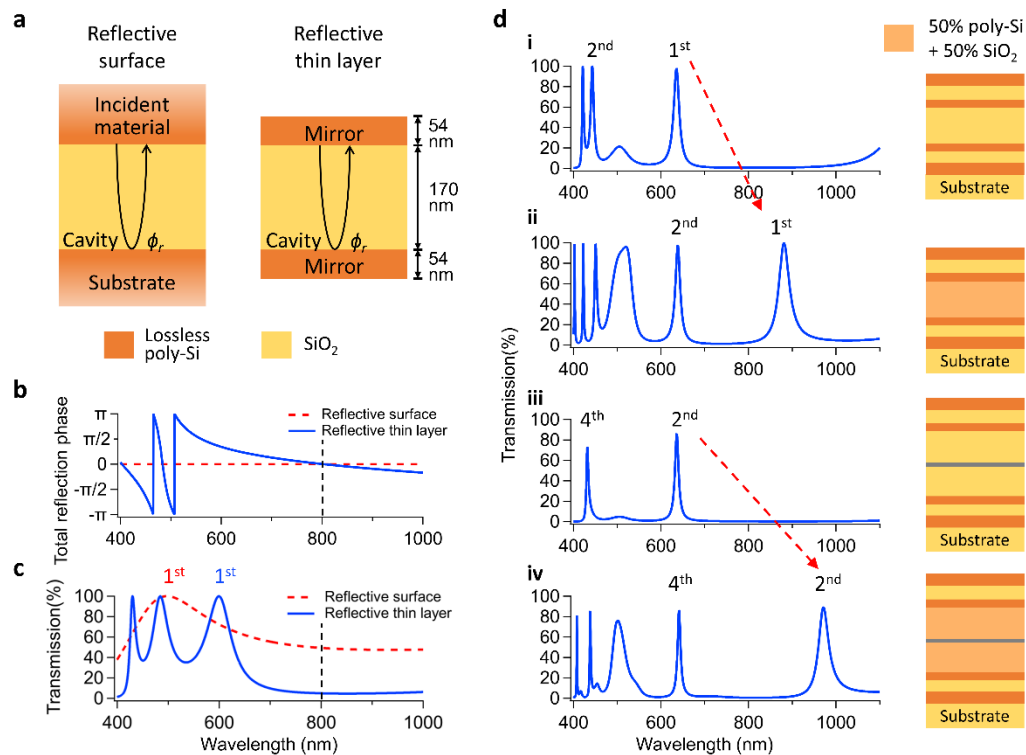 a
Reflective
surface
Reflective
thin layer
Incident
material
Cavity
ϕr
Substrate
Mirror
Cavity
ϕr
Mirror
54
nm
170
nm
54
nm
Lossless
poly-Si
SiO2
b
Total reflection phase
π
π/2
0
-π/2
-π
Reflective surface
Reflective thin layer
400
600
800
1000
c
1st
1st
Transmission(%)
100
80
60
40
20
0
Reflective surface
Reflective thin layer
400
500
600
700
800
900
1000
Wavelength (nm)
d
50% poly-Si
+ 50% SiO2
Transmission(%)
i
2nd
1st
100
80
60
40
20
0
400
600
800
1000
Substrate
ii
2nd
1st
100
80
60
40
20
0
400
600
800
1000
Substrate
iii
4th
2nd
100
80
60
40
20
0
400
600
800
1000
Substrate
iv
4th
2nd
100
80
60
40
20
0
400
600
800
1000
Substrate
Wavelength (nm)